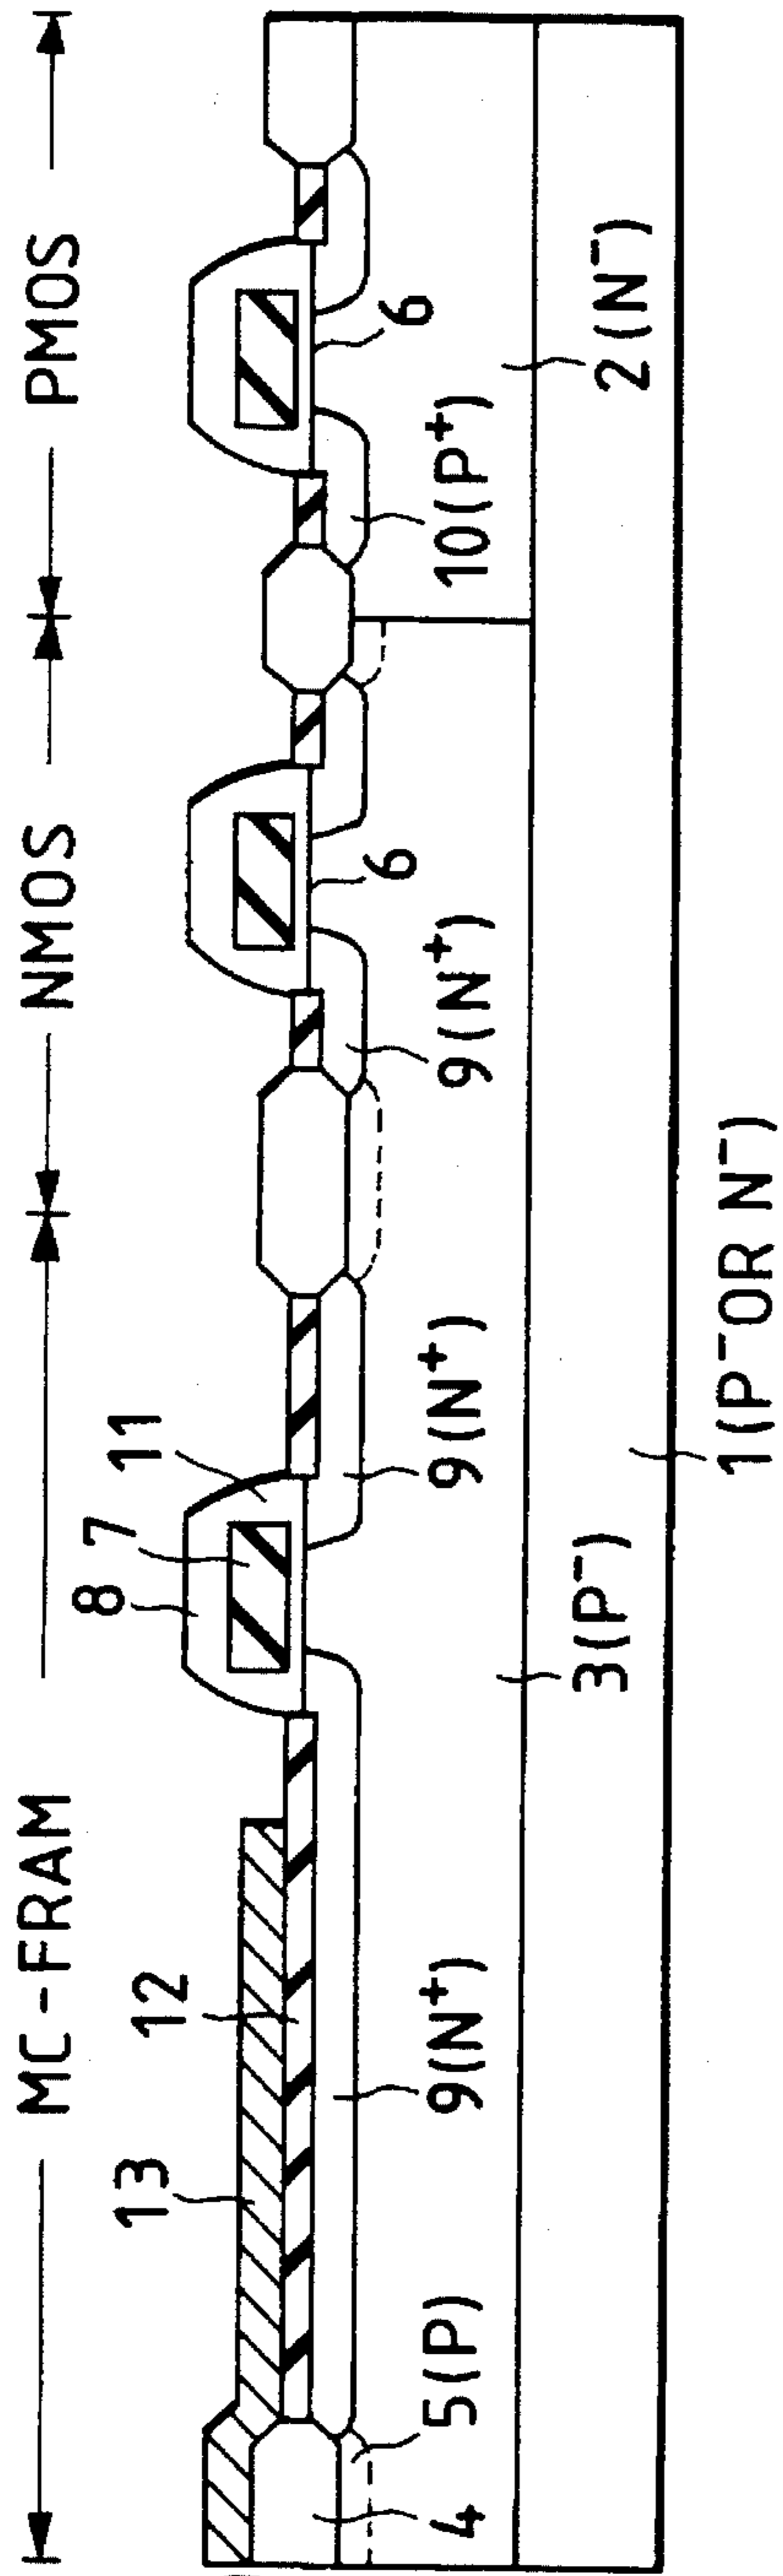 MC-FRAM NMOS PMOS
13 12 8 7 11
6 6
4 5(P) 9(N+) 9(N+) 9(N+) 10(P+)
3(P-) 2(N-)
1(P-OR N-)